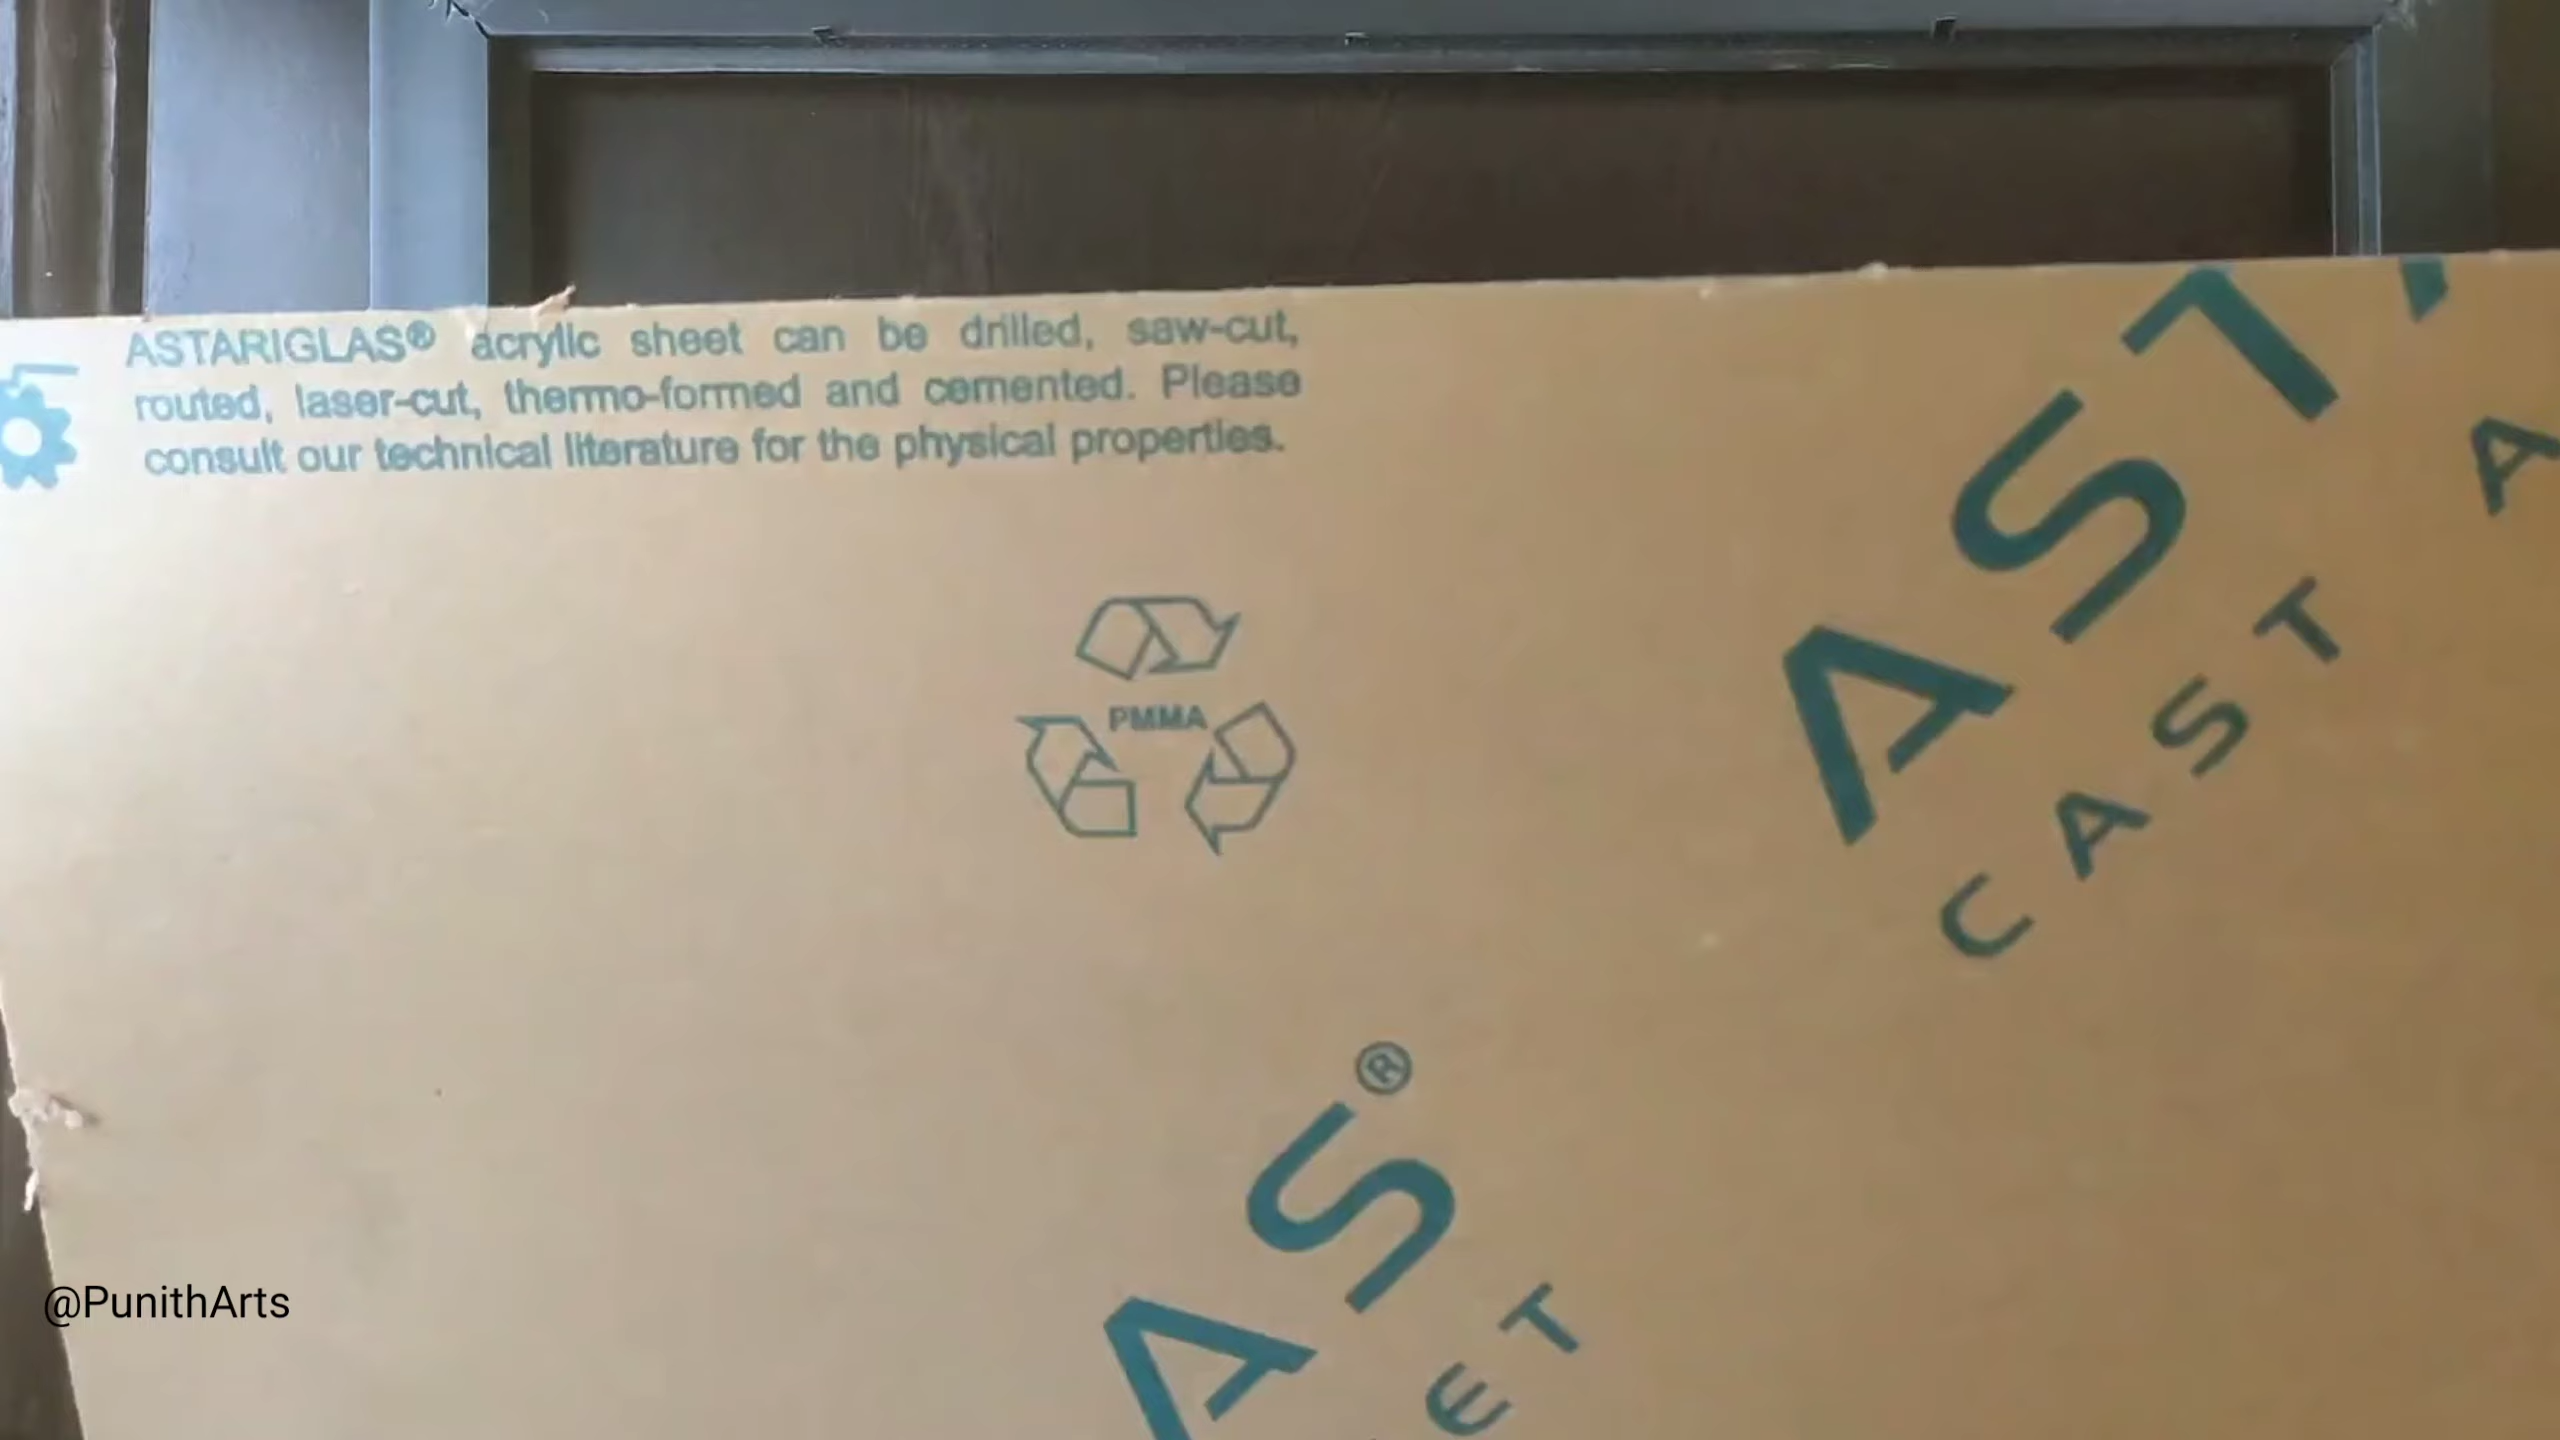 ASTARIGLAS® acrylic sheet can be drilled, saw-cut,
routed, laser-cut, thermo-formed and cemented. Please
consult our technical literature for the physical properties.
PMMA
AST
CAST A
AS®
ET
@PunithArts